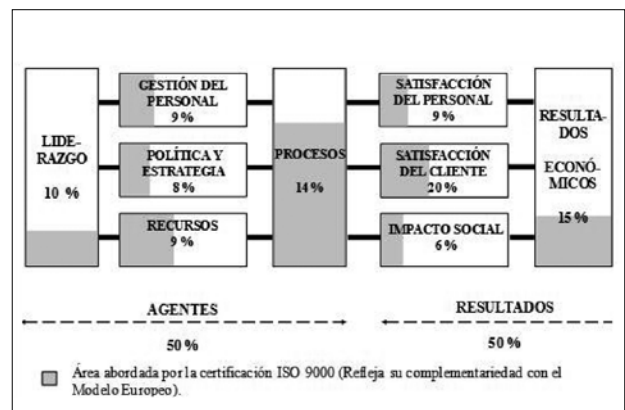 LIDE-
RAZGO
10 %
GESTIÓN DEL
PERSONAL
9 %
POLÍTICA Y
ESTRATEGIA
8 %
RECURSOS
9 %
PROCESOS
14 %
SATISFACCIÓN
DEL PERSONAL
9 %
SATISFACCIÓN
DEL CLIENTE
20 %
IMPACTO SOCIAL
6 %
RESULTA-
DOS
ECONÓ-
MICOS
15 %
AGENTES
50 %
RESULTADOS
50 %
Área abordada por la certificación ISO 9000 (Refleja su complementariedad con el
Modelo Europeo).